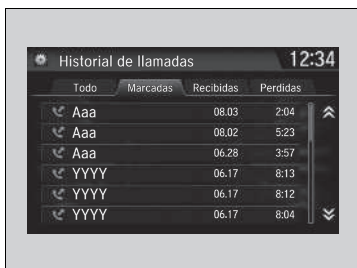 Historial de llamadas 12:34
Todo Marcadas Recibidas Perdidas
Aaa 08.03 2:04
Aaa 08.02 5:23
Aaa 06.28 3:57
YYYY 06.17 8:13
YYYY 06.17 8:12
YYYY 06.17 8:04